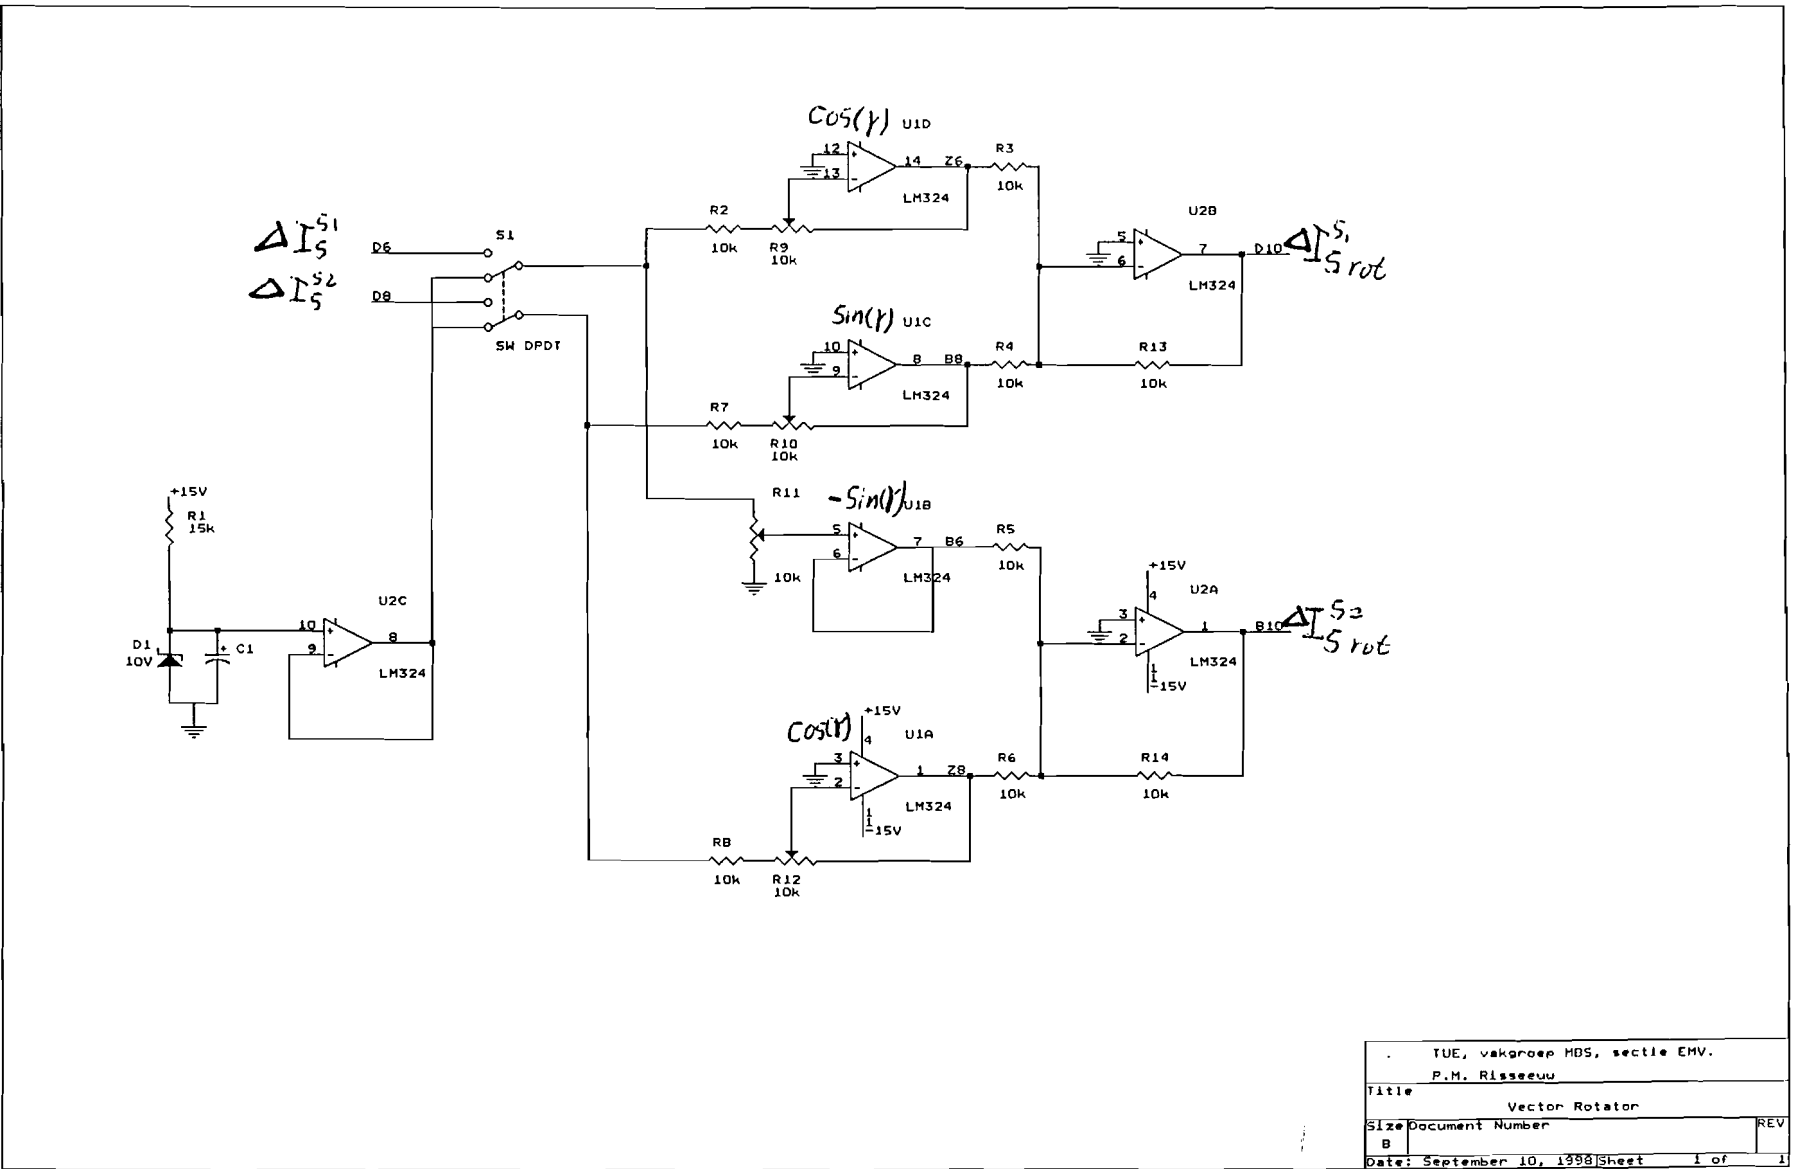 Cos(γ) U1D
12
13
14 Z6
LM324
R3
10k
R2
10k
R9
10k
ΔI_S^S1 D6
ΔI_S^S2 D8
S1
SW DPDT
U2B
5
6
7 D10 ΔI_S rot^S1
LM324
Sin(γ) U1C
10
9
8 B8
LM324
R4
10k
R13
10k
R7
10k
R10
10k
+15V
R1
15k
R11
10k
-Sin(γ) U1B
5
6
7 B6
LM324
R5
10k
+15V
4
U2A
3
2
1 B10 ΔI_S rot^S2
LM324
11
-15V
U2C
10
9
8
LM324
D1
10V
+ C1
Cos(γ) +15V
4
U1A
3
2
1 Z8
LM324
11
-15V
R6
10k
R14
10k
R8
10k
R12
10k
TUE, vakgroep MBS, sectie EMV.
P.M. Risseeuw
Title
Vector Rotator
Size Document Number REV
B
Date: September 10, 1998 Sheet 1 of 1